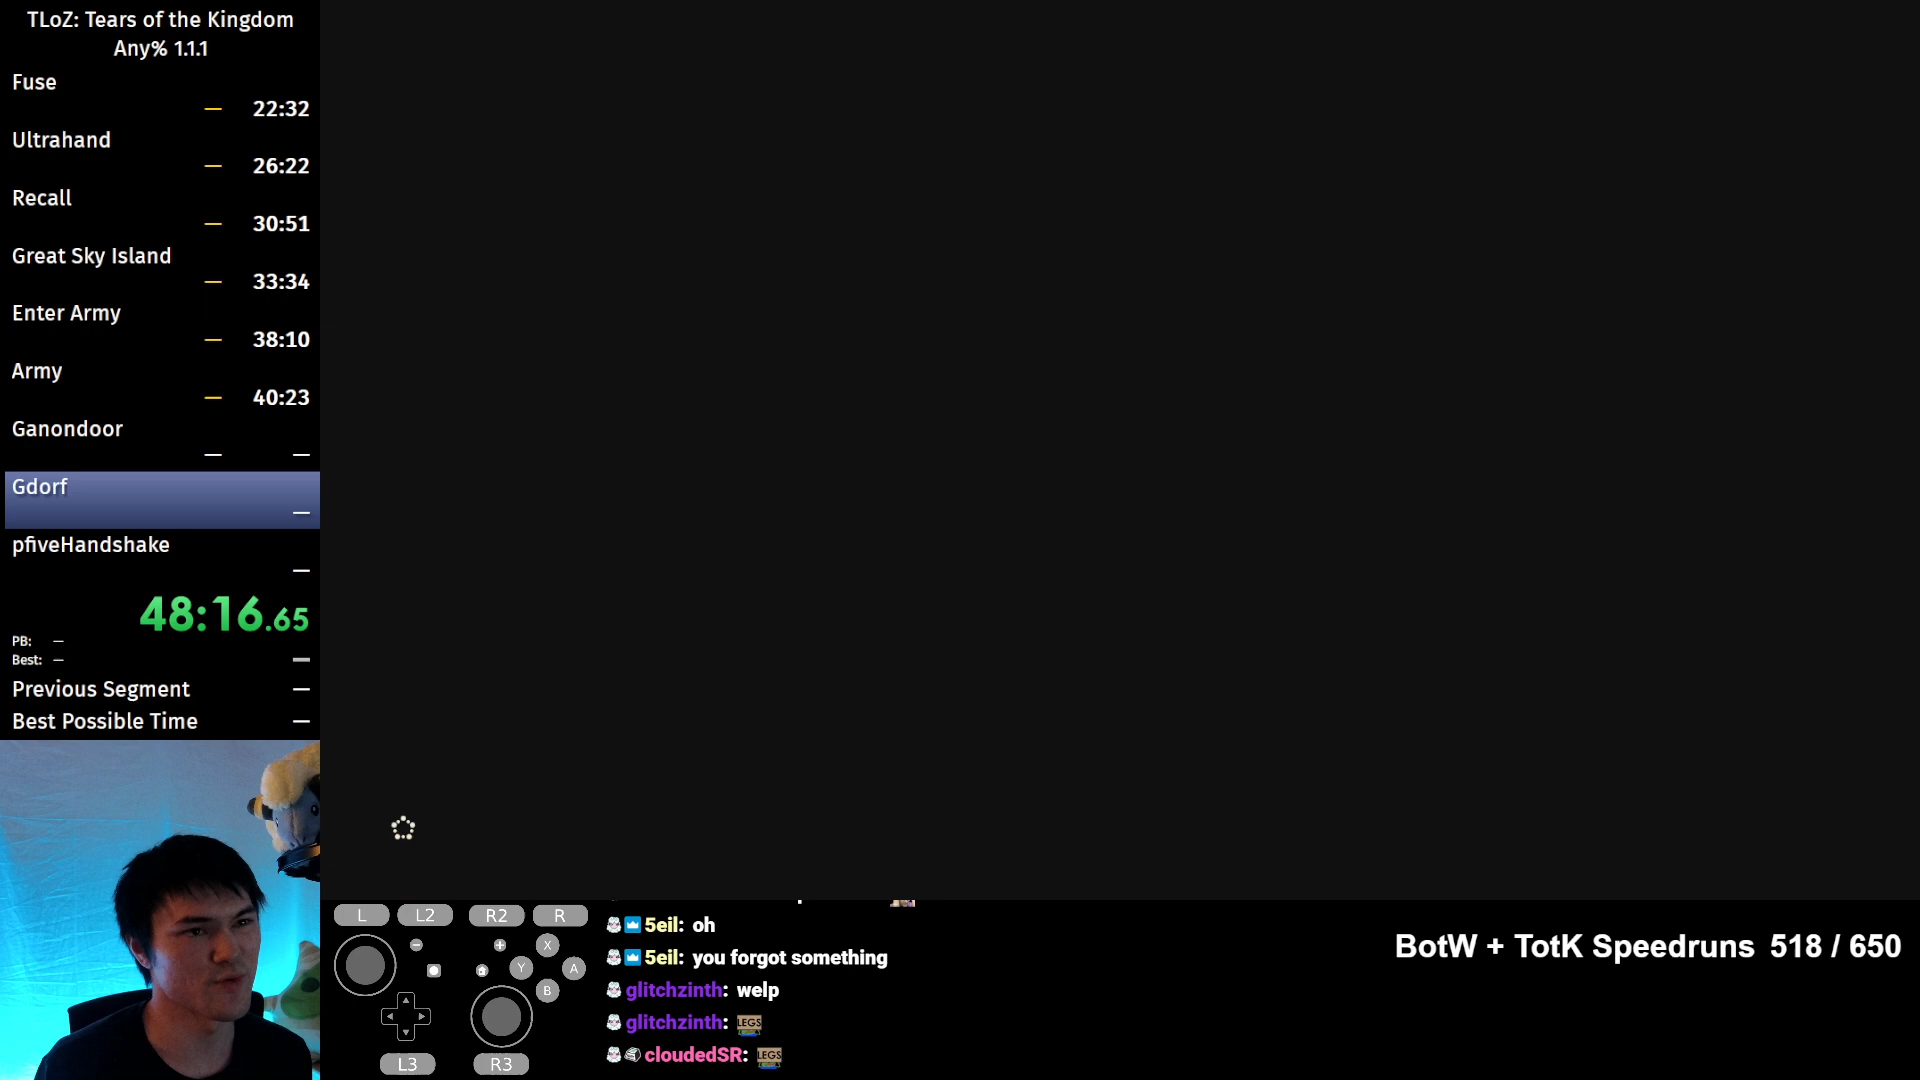 TLoZ: Tears of the Kingdom
Any% 1.1.1
Fuse
— 22:32
Ultrahand
— 26:22
Recall
— 30:51
Great Sky Island
— 33:34
Enter Army
— 38:10
Army
— 40:23
Ganondoor
— —
Gdorf
—
pfiveHandshake
—
48:16.65
PB: —
Best: — —
Previous Segment —
Best Possible Time —
L L2 R2 R
X
Y A
B
L3 R3
5eil: oh
5eil: you forgot something
glitchzinth: welp
glitchzinth: LEGS
cloudedSR: LEGS
BotW + TotK Speedruns 518 / 650